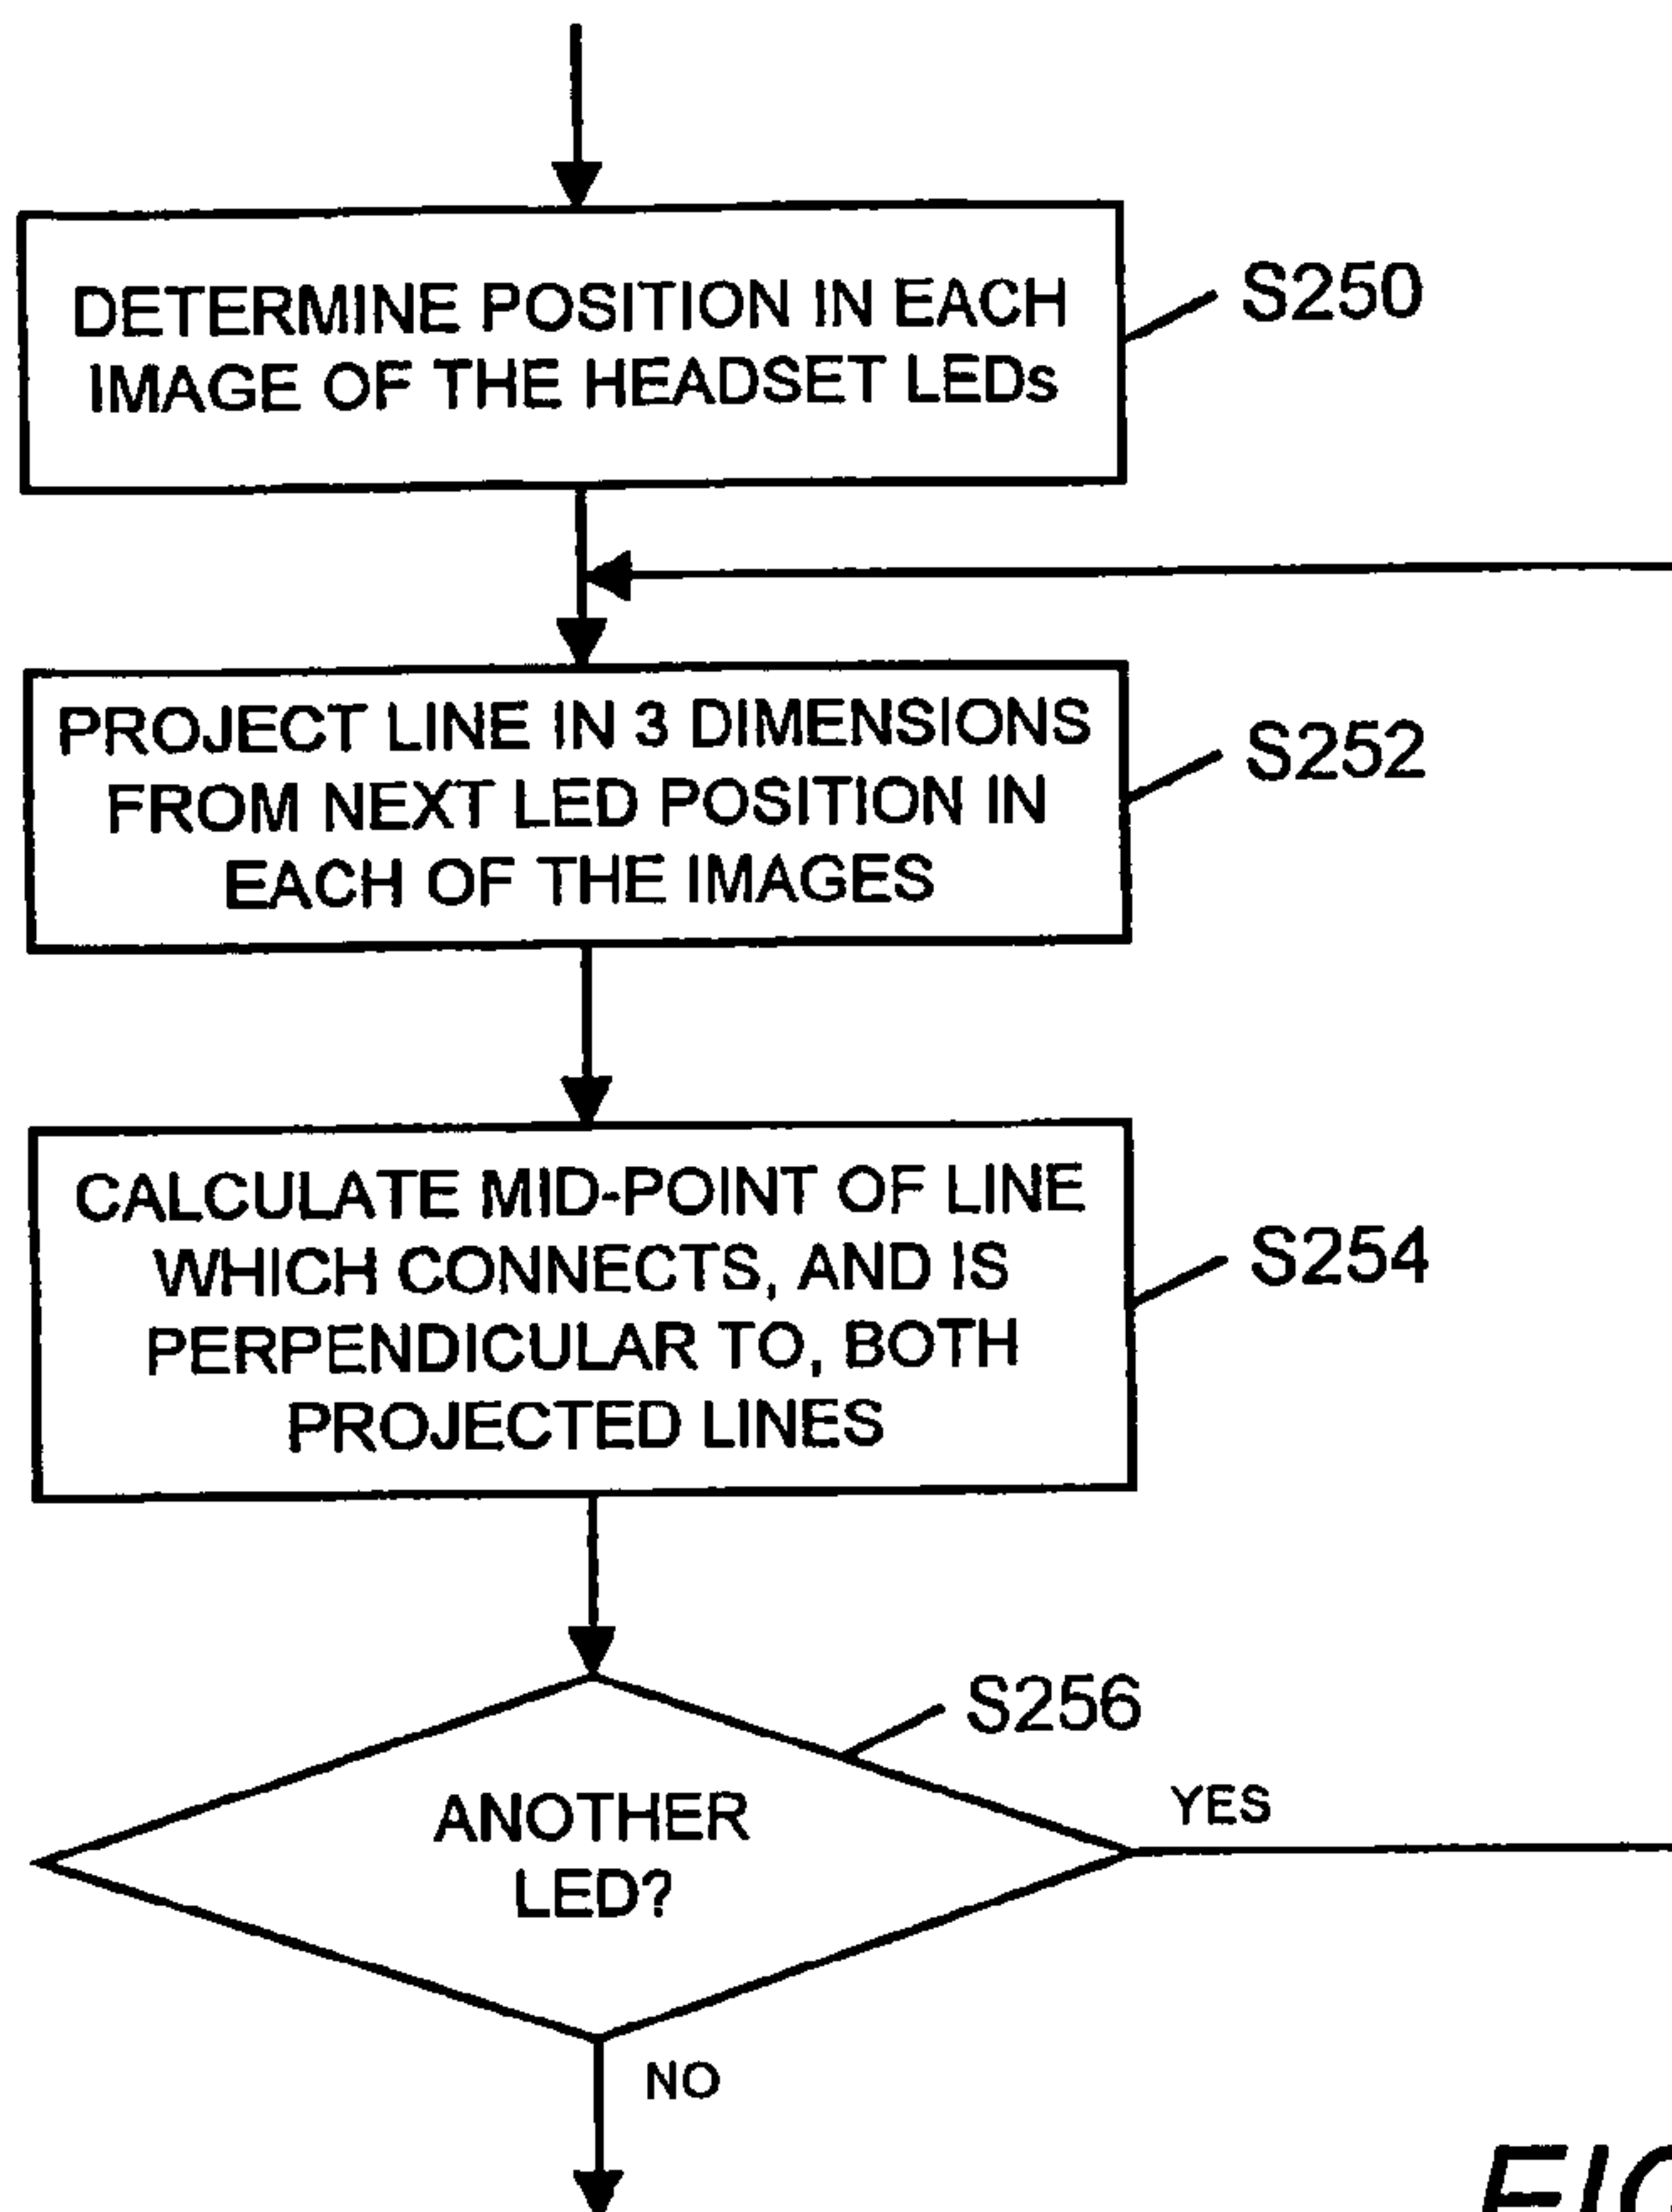 DETERMINE POSITION IN EACH
IMAGE OF THE HEADSET LEDs
S250
PROJECT LINE IN 3 DIMENSIONS
FROM NEXT LED POSITION IN
EACH OF THE IMAGES
S252
CALCULATE MID-POINT OF LINE
WHICH CONNECTS, AND IS
PERPENDICULAR TO, BOTH
PROJECTED LINES
S254
S256
ANOTHER
LED?
YES
NO